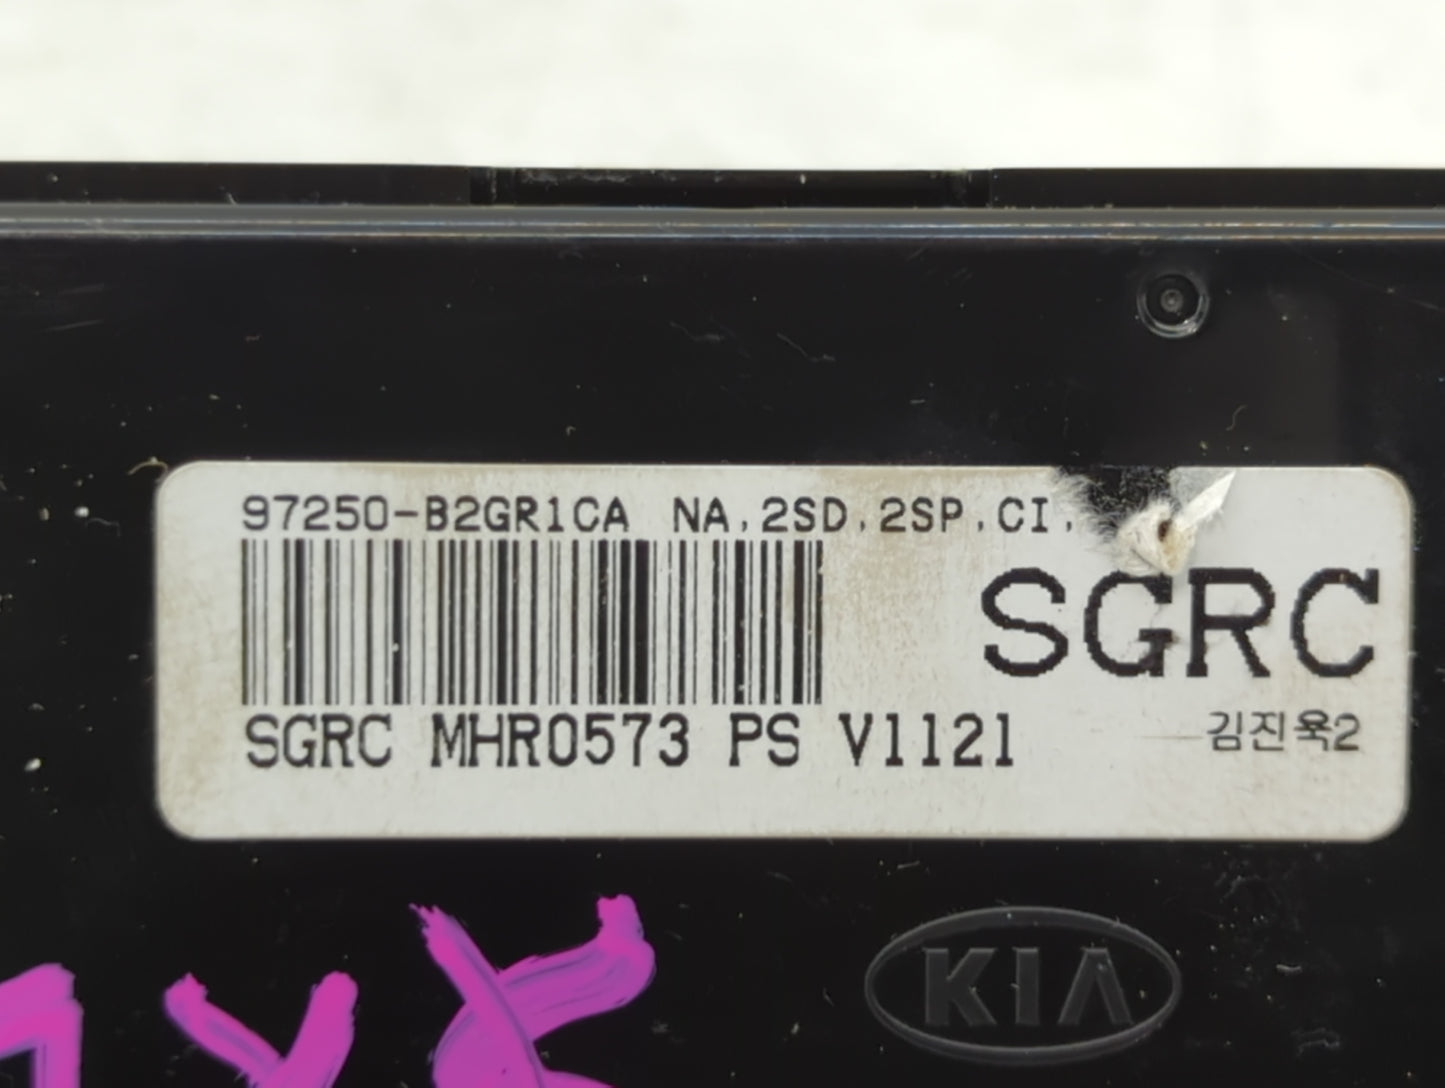 97250-B2GR1CA NA,2SD,2SP,CI,
SGRC
SGRC MHR0573 PS V1121
김진욱2
KIA